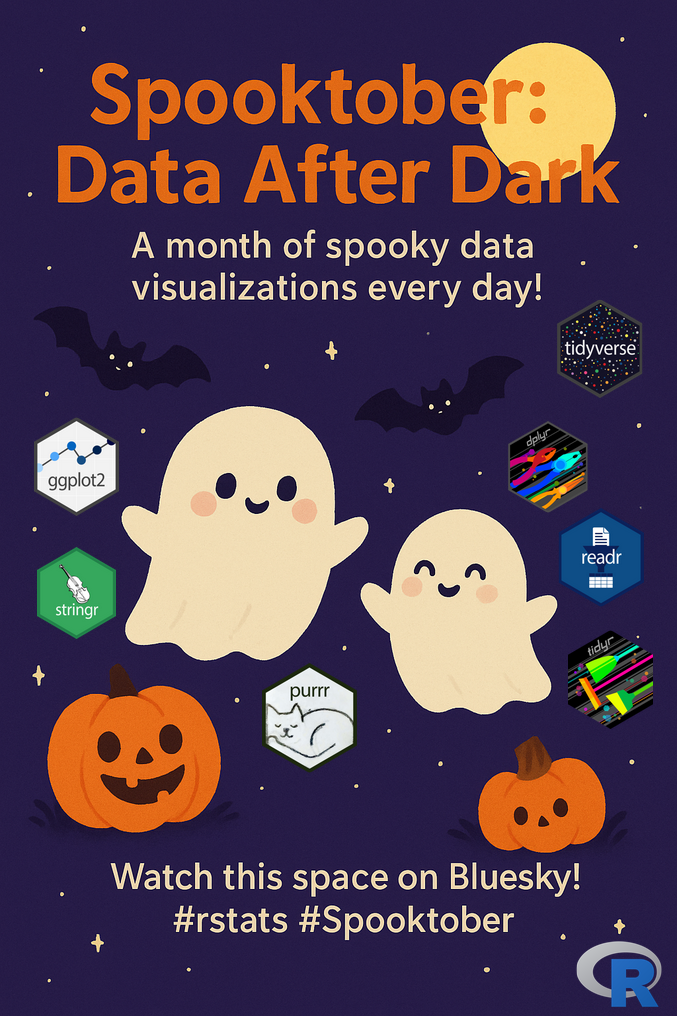 Spooktober:
Data After Dark
A month of spooky data
visualizations every day!
tidyverse
ggplot2
dplyr
readr
stringr
tidyr
purrr
Watch this space on Bluesky!
#rstats #Spooktober
R